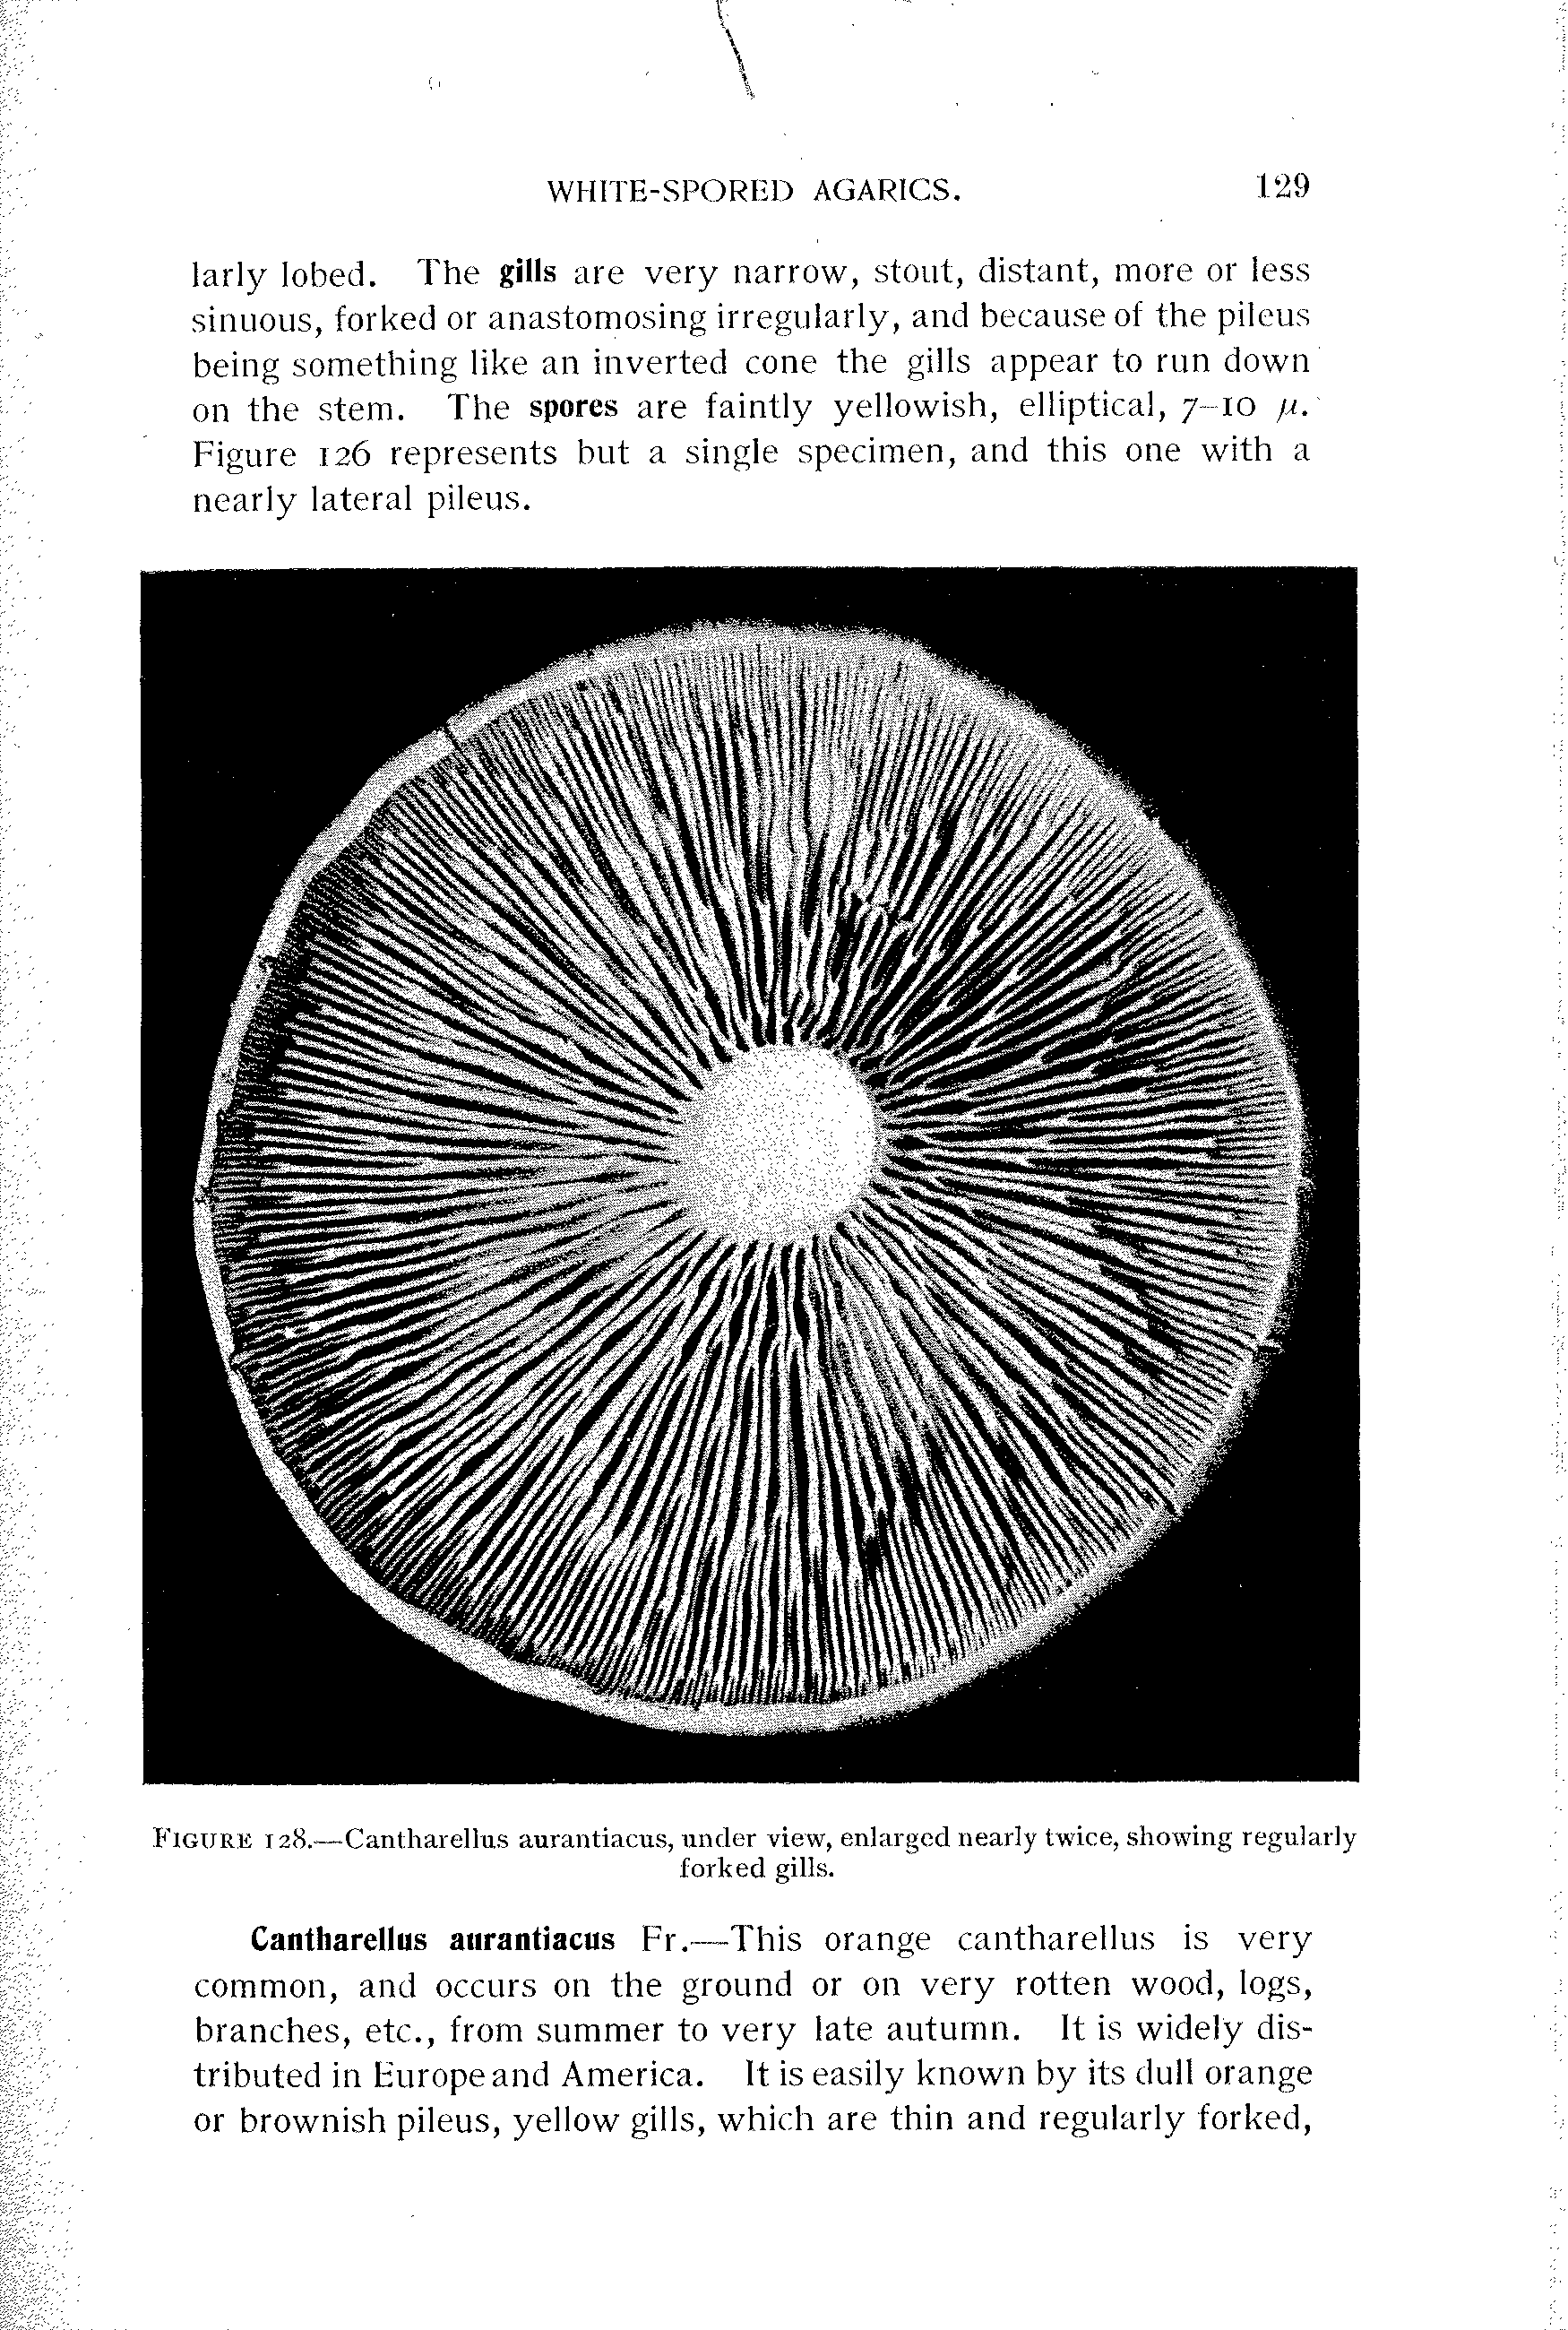 WHITE-SPORED AGARICS. 129
larly lobed. The gills are very narrow, stout, distant, more or less
sinuous, forked or anastomosing irregularly, and because of the pileus
being something like an inverted cone the gills appear to run down
on the stem. The spores are faintly yellowish, elliptical, 7–10 μ.
Figure 126 represents but a single specimen, and this one with a
nearly lateral pileus.
FIGURE 128.—Cantharellus aurantiacus, under view, enlarged nearly twice, showing regularly
forked gills.
Cantharellus aurantiacus Fr.—This orange cantharellus is very
common, and occurs on the ground or on very rotten wood, logs,
branches, etc., from summer to very late autumn. It is widely dis-
tributed in Europe and America. It is easily known by its dull orange
or brownish pileus, yellow gills, which are thin and regularly forked,